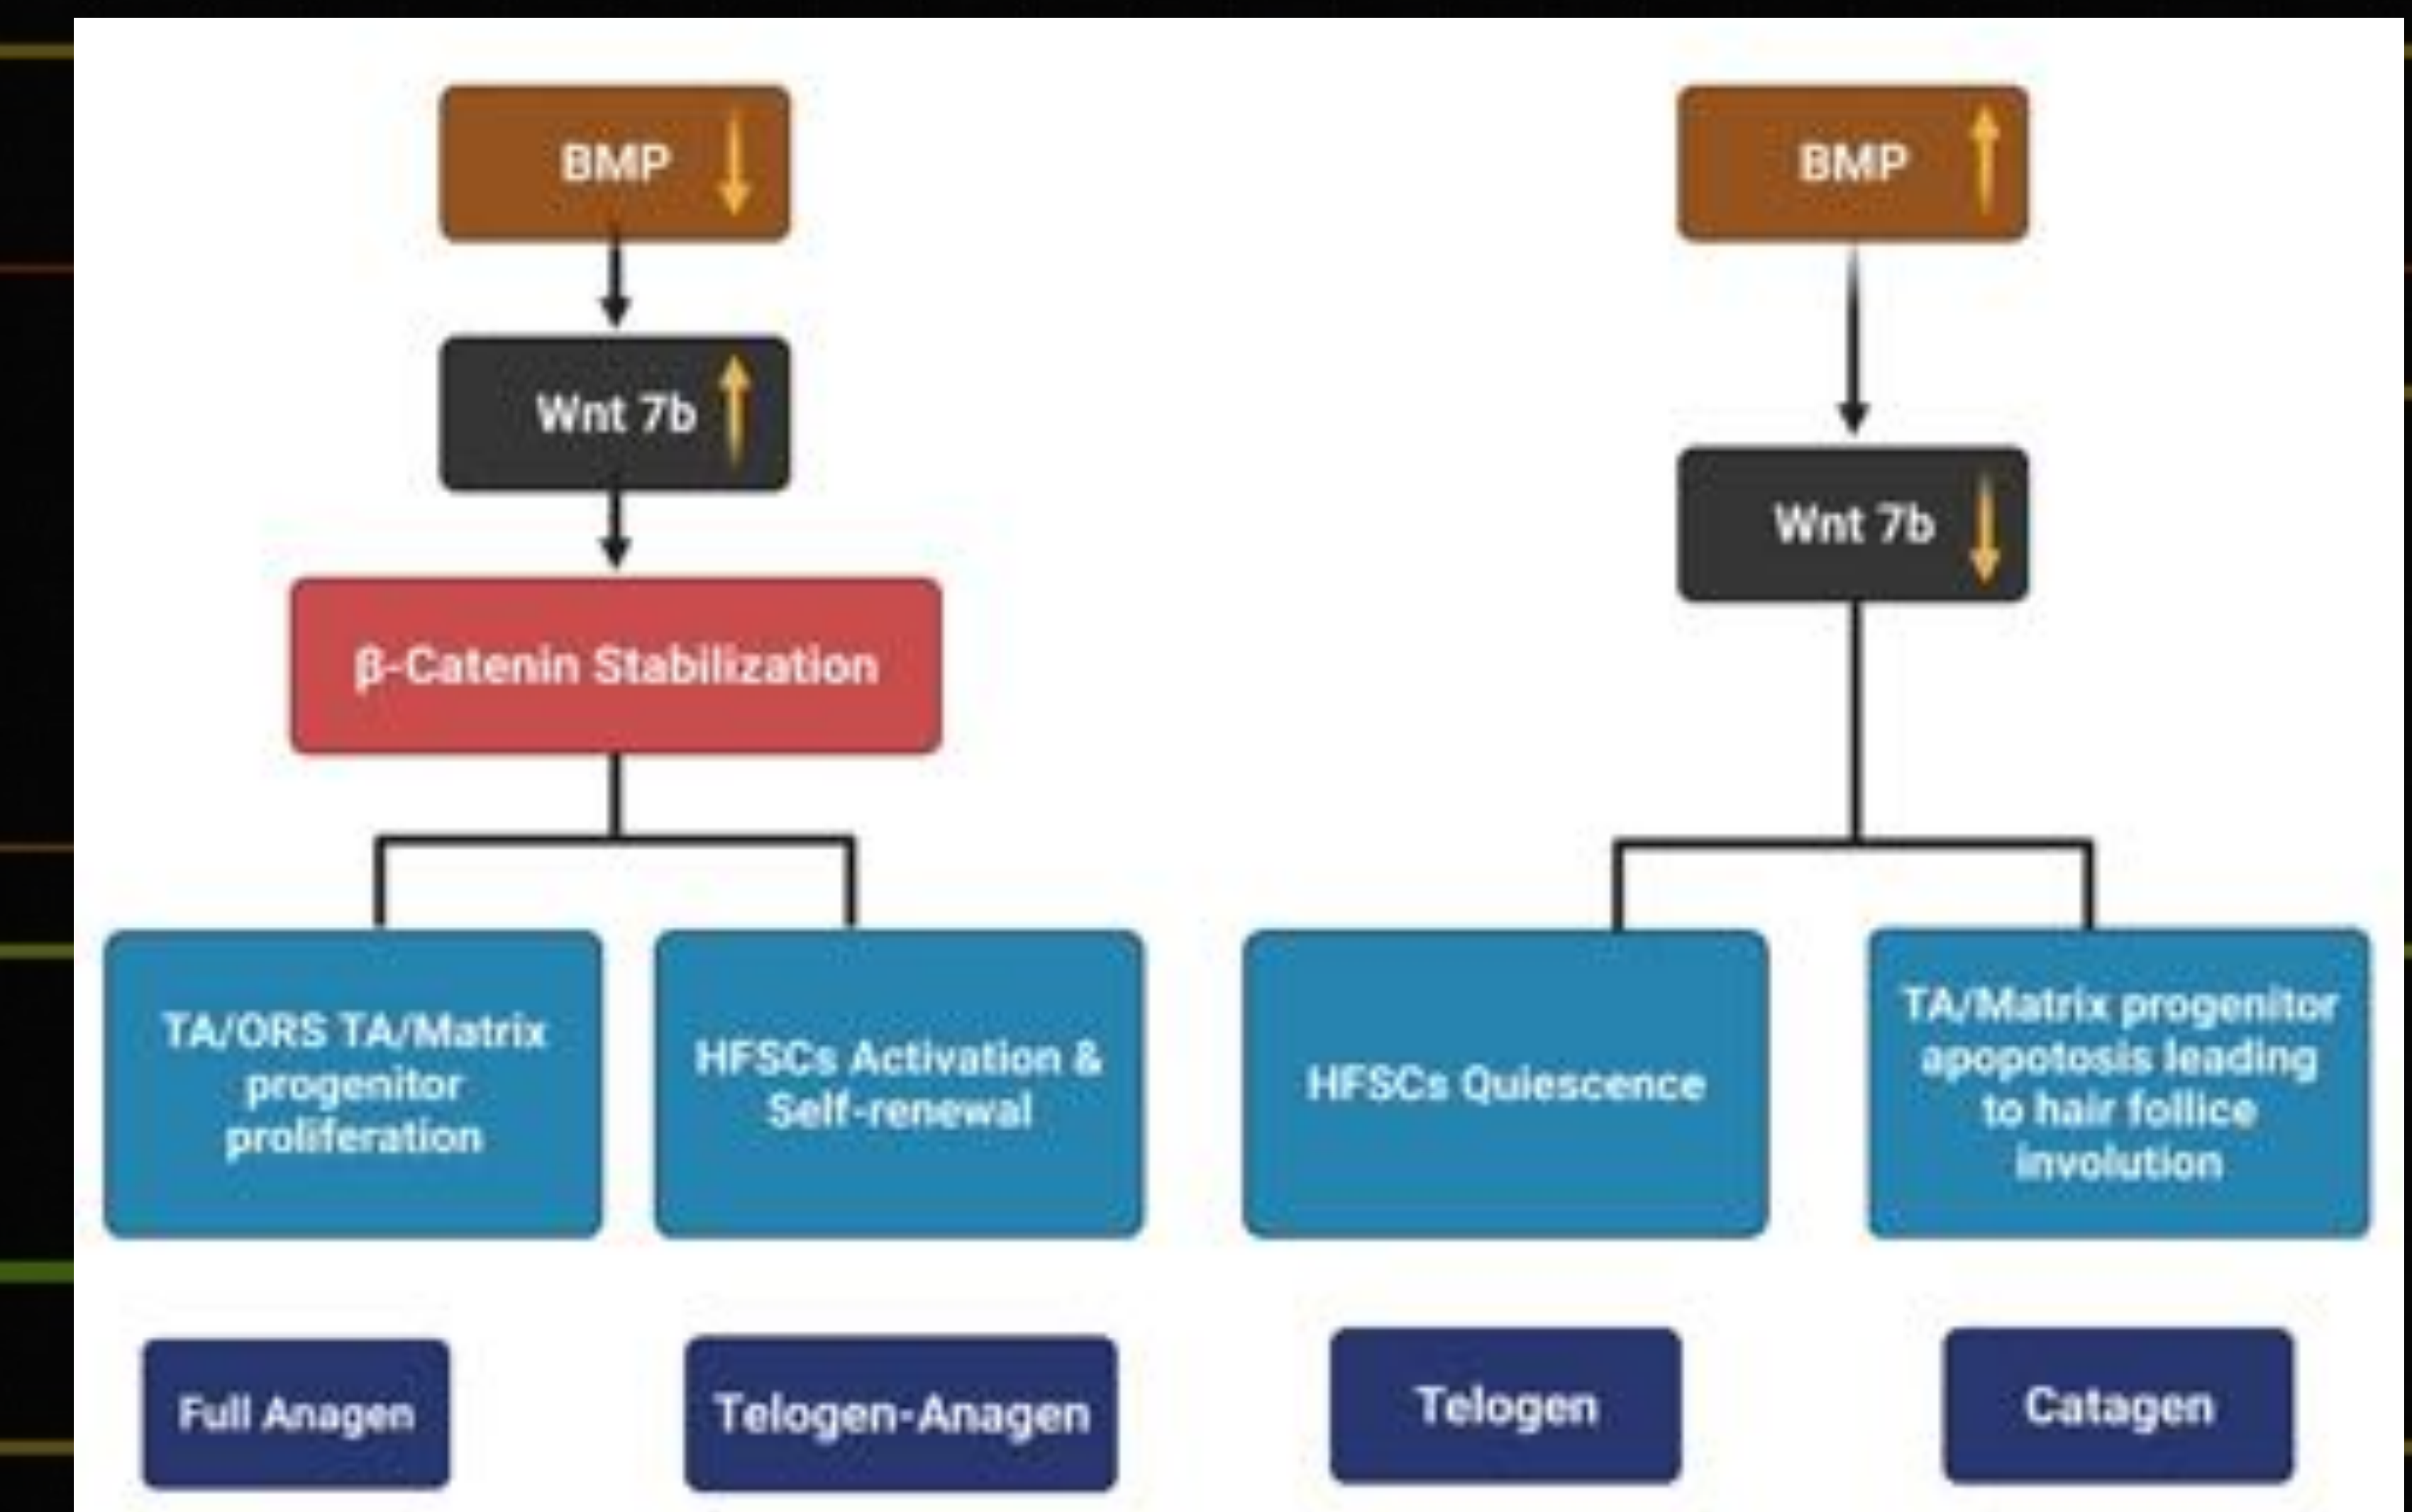 BMP
BMP
Wnt 7b
Wnt 7b
β-Catenin Stabilization
TA/ORS TA/Matrix
progenitor
proliferation
HFSCs Activation &
Self-renewal
HFSCs Quiescence
TA/Matrix progenitor
apopotosis leading
to hair follice
involution
Full Anagen
Telogen-Anagen
Telogen
Catagen